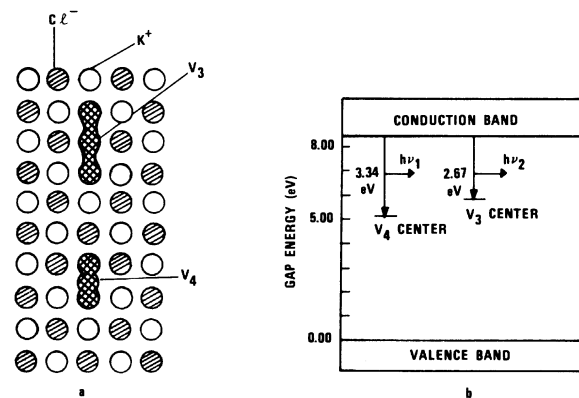 Cℓ⁻
K⁺
V₃
V₄
a
CONDUCTION BAND
8.00
3.34 eV
hν₁
2.67 eV
hν₂
V₄ CENTER
V₃ CENTER
5.00
GAP ENERGY (eV)
0.00
VALENCE BAND
b